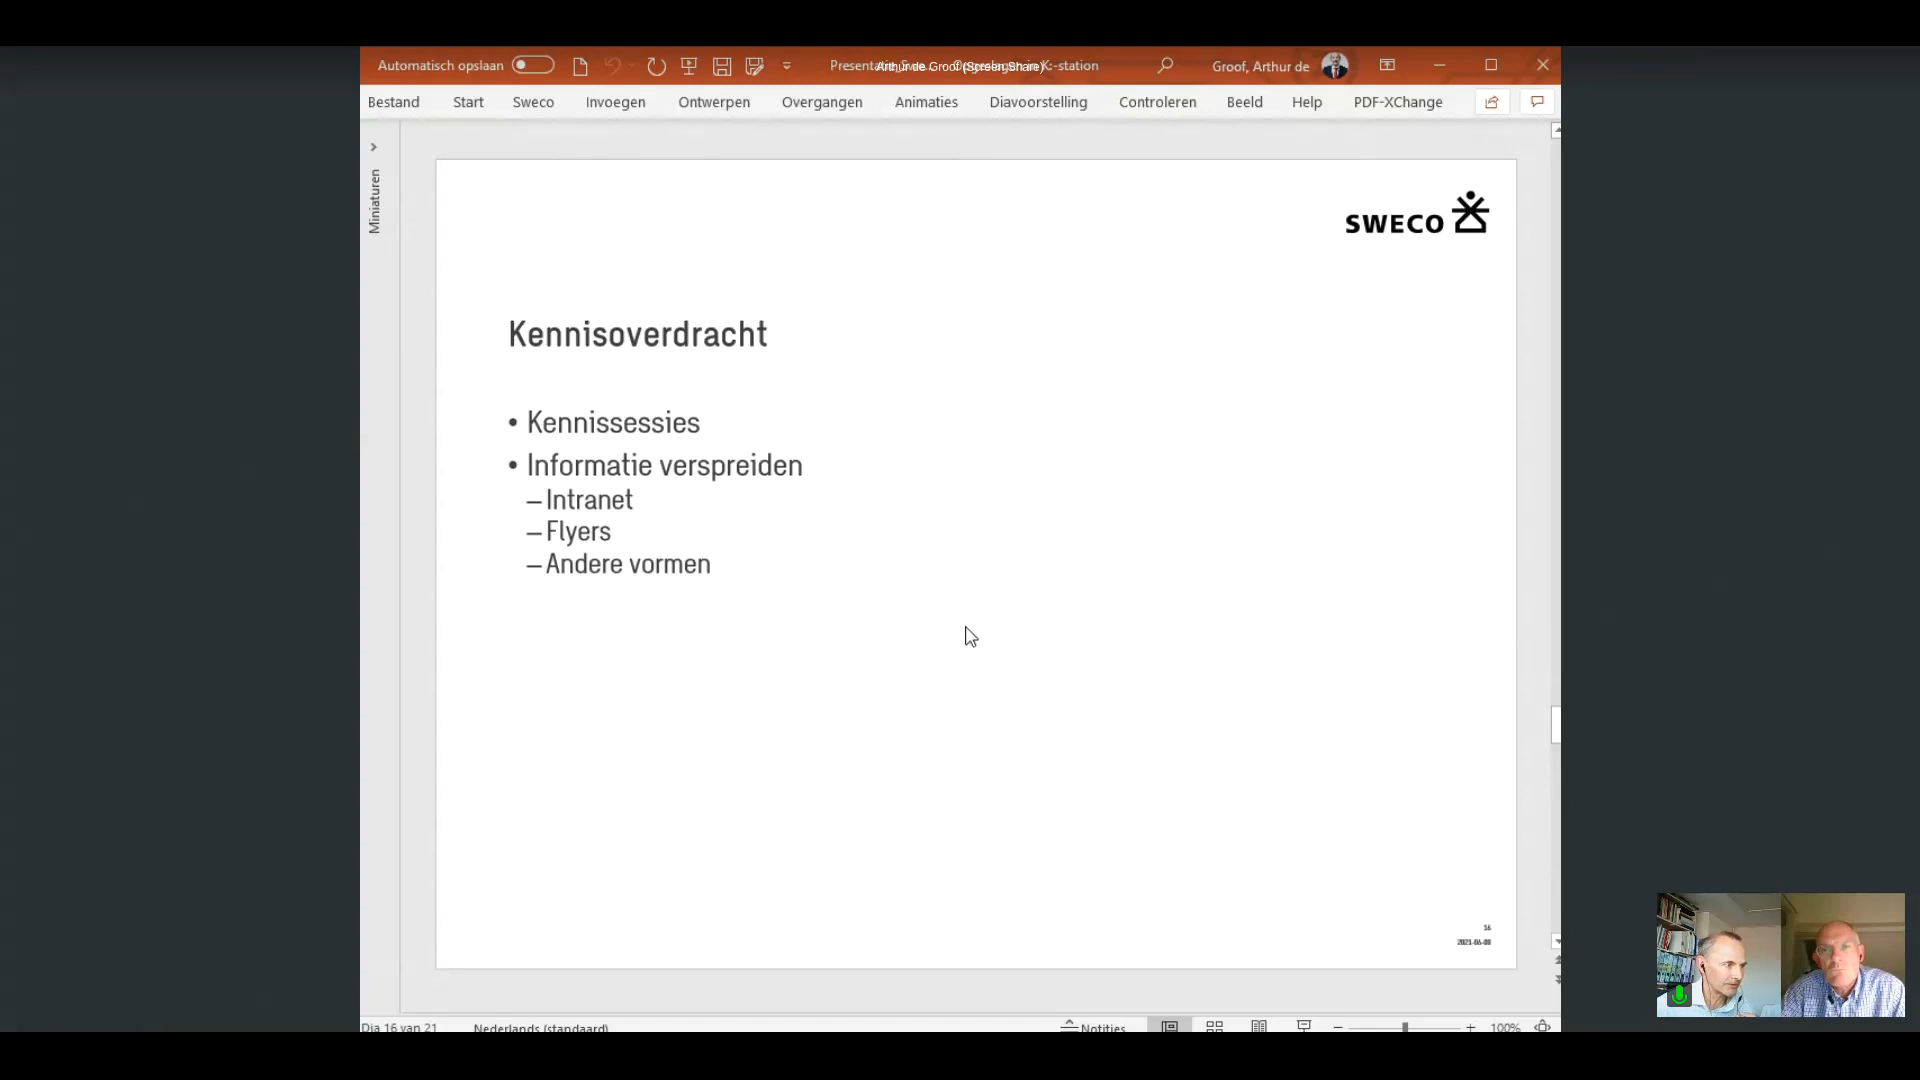 Automatisch opslaan
Arthur de Groof (Screen Share)
K:-station
Groof, Arthur de
Bestand Start Sweco Invoegen Ontwerpen Overgangen Animaties Diavoorstelling Controleren Beeld Help PDF-XChange
Miniaturen
SWECO
Kennisoverdracht
• Kennissessies
• Informatie verspreiden
– Intranet
– Flyers
– Andere vormen
16
2021-06-08
Dia 16 van 21 Nederlands (standaard) Notities 100%